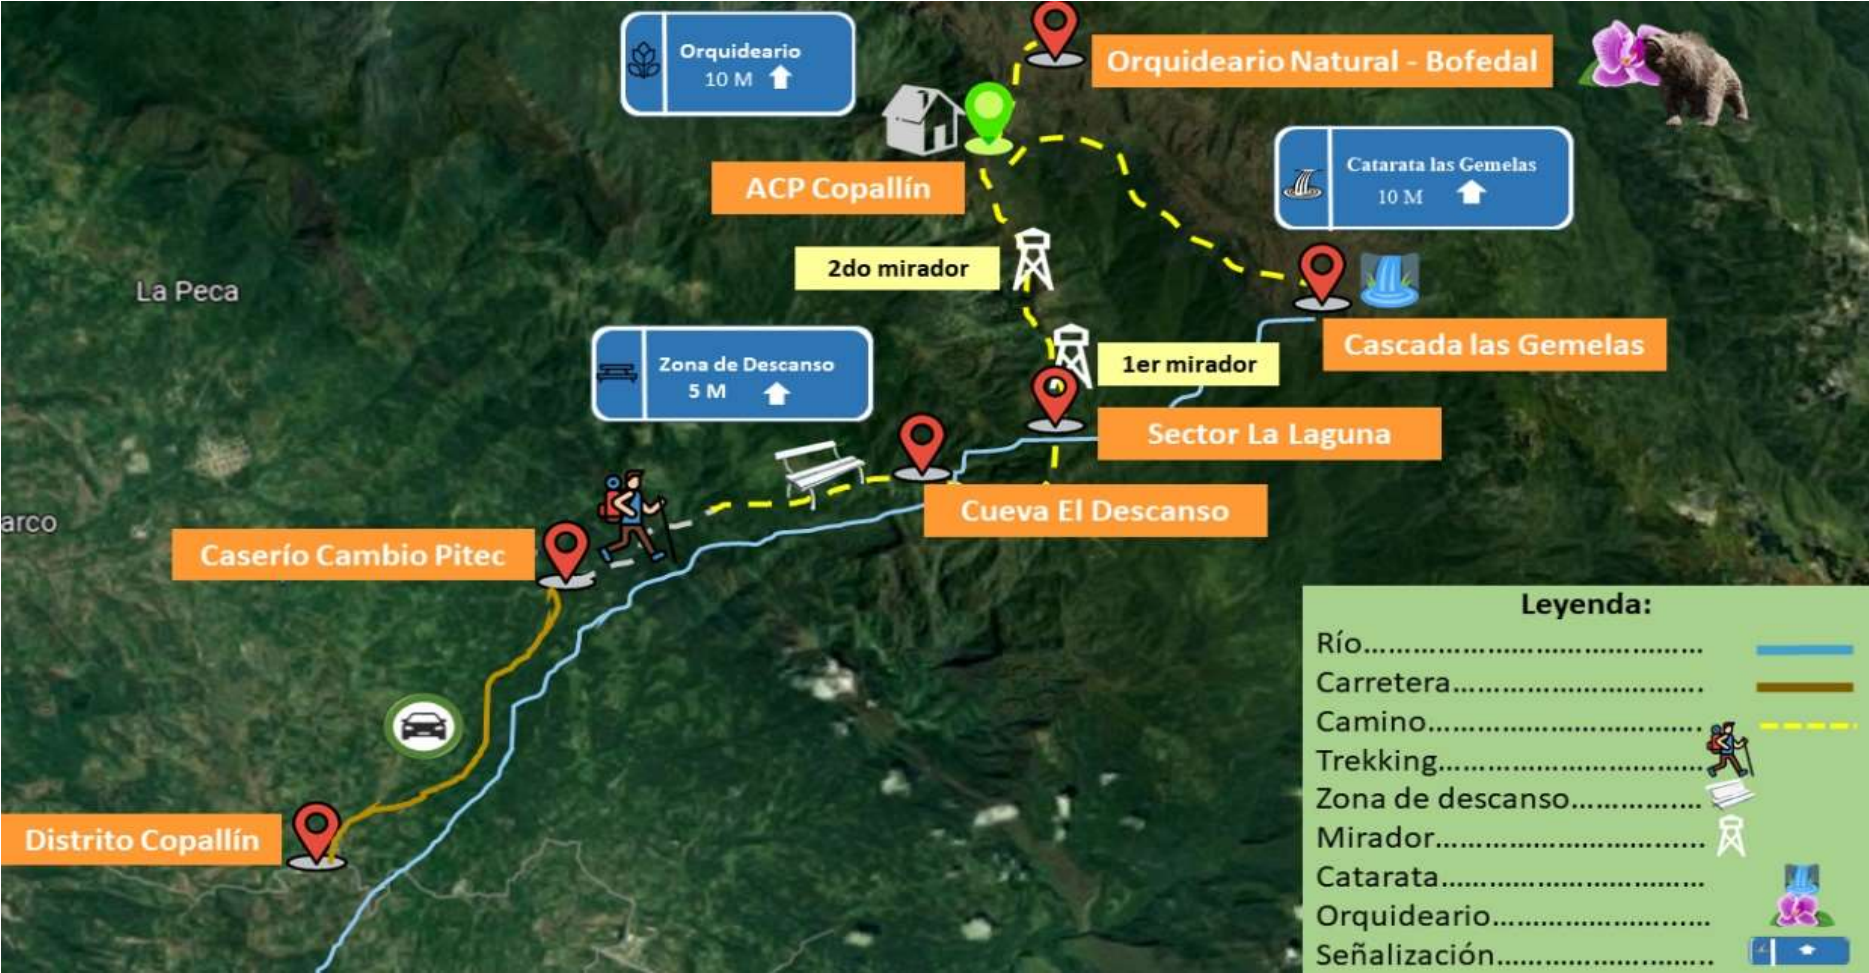 Orquideario
10 M
Orquideario Natural - Bofedal
ACP Copallín
Catarata las Gemelas
10 M
2do mirador
La Peca
Cascada las Gemelas
Zona de Descanso
5 M
1er mirador
Sector La Laguna
Cueva El Descanso
arco
Caserío Cambio Pitec
Distrito Copallín
Leyenda:
Río
Carretera
Camino
Trekking
Zona de descanso
Mirador
Catarata
Orquideario
Señalización